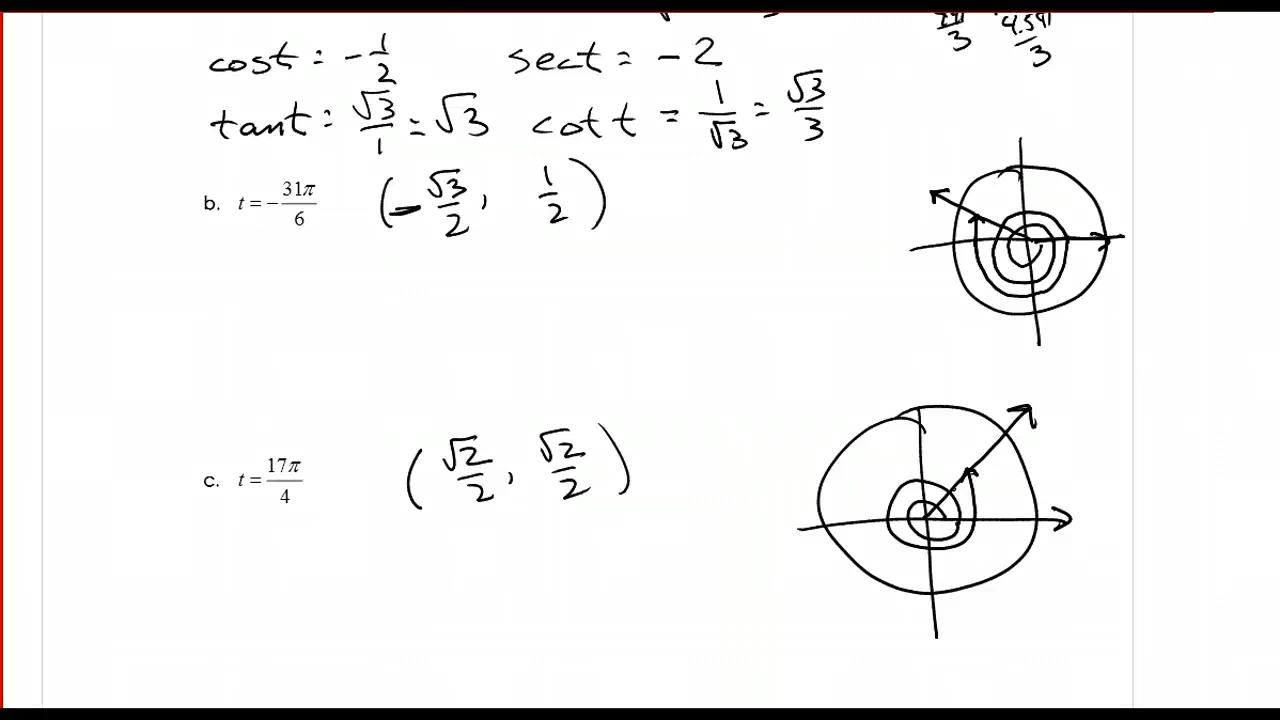 cos t = -1/2 sec t = -2
tan t = √3/1 = √3 cot t = 1/√3 = √3/3
b. t = -31π/6 (-√3/2, 1/2)
c. t = 17π/4 (√2/2, √2/2)